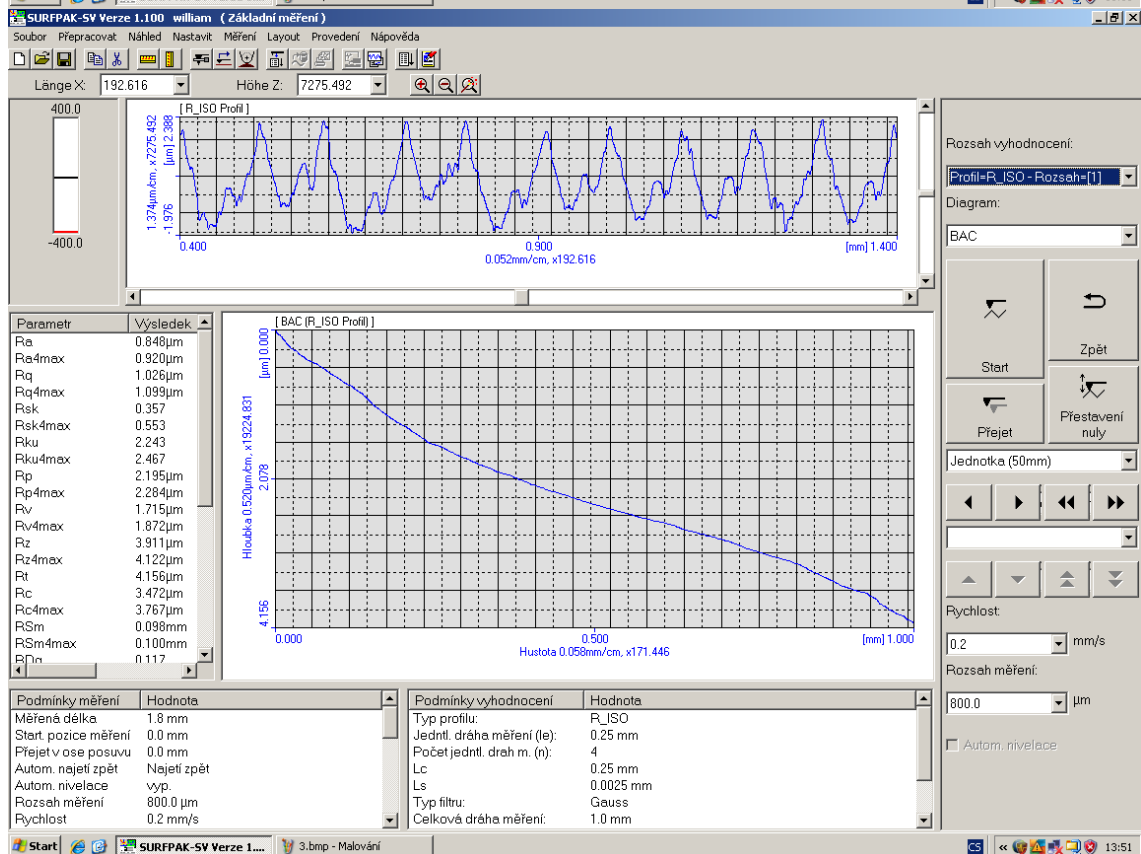 SURFPAK-SV Verze 1.100 william ( Základní měření )
Soubor Přepracovat Náhled Nastavit Měření Layout Provedení Nápověda
Länge X: 192.616 Höhe Z: 7275.492
400.0
-400.0
[ R_ISO Profil ]
1.374µm/cm, x7275.492
-1.976 [µm] 2.388
0.400 0.900 [mm] 1.400
0.052mm/cm, x192.616
Rozsah vyhodnocení:
Profil=R_ISO - Rozsah=[1]
Diagram:
BAC
Start
Zpět
Přejet
Přestavení
nuly
Jednotka (50mm)
Rychlost:
0.2 mm/s
Rozsah měření:
800.0 µm
Autom. nivelace
Parametr Výsledek
Ra 0.848µm
Ra4max 0.920µm
Rq 1.026µm
Rq4max 1.099µm
Rsk 0.357
Rsk4max 0.553
Rku 2.243
Rku4max 2.467
Rp 2.195µm
Rp4max 2.284µm
Rv 1.715µm
Rv4max 1.872µm
Rz 3.911µm
Rz4max 4.122µm
Rt 4.156µm
Rc 3.472µm
Rc4max 3.767µm
RSm 0.098mm
RSm4max 0.100mm
RDq 0.117
[ BAC (R_ISO Profil) ]
Hloubka 0.520µm/cm, x19224.831
4.156 2.078 [µm] 0.000
0.000 0.500 [mm] 1.000
Hustota 0.058mm/cm, x171.446
Podmínky měření Hodnota
Měřená délka 1.8 mm
Start. pozice měření 0.0 mm
Přejet v ose posuvu 0.0 mm
Autom. najetí zpět Najetí zpět
Autom. nivelace vyp.
Rozsah měření 800.0 µm
Rychlost 0.2 mm/s
Podmínky vyhodnocení Hodnota
Typ profilu: R_ISO
Jedntl. dráha měření (le): 0.25 mm
Počet jedntl. drah m. (n): 4
Lc 0.25 mm
Ls 0.0025 mm
Typ filtru: Gauss
Celková dráha měření: 1.0 mm
Start SURFPAK-SV Verze 1.... 3.bmp - Malování CS « 13:51